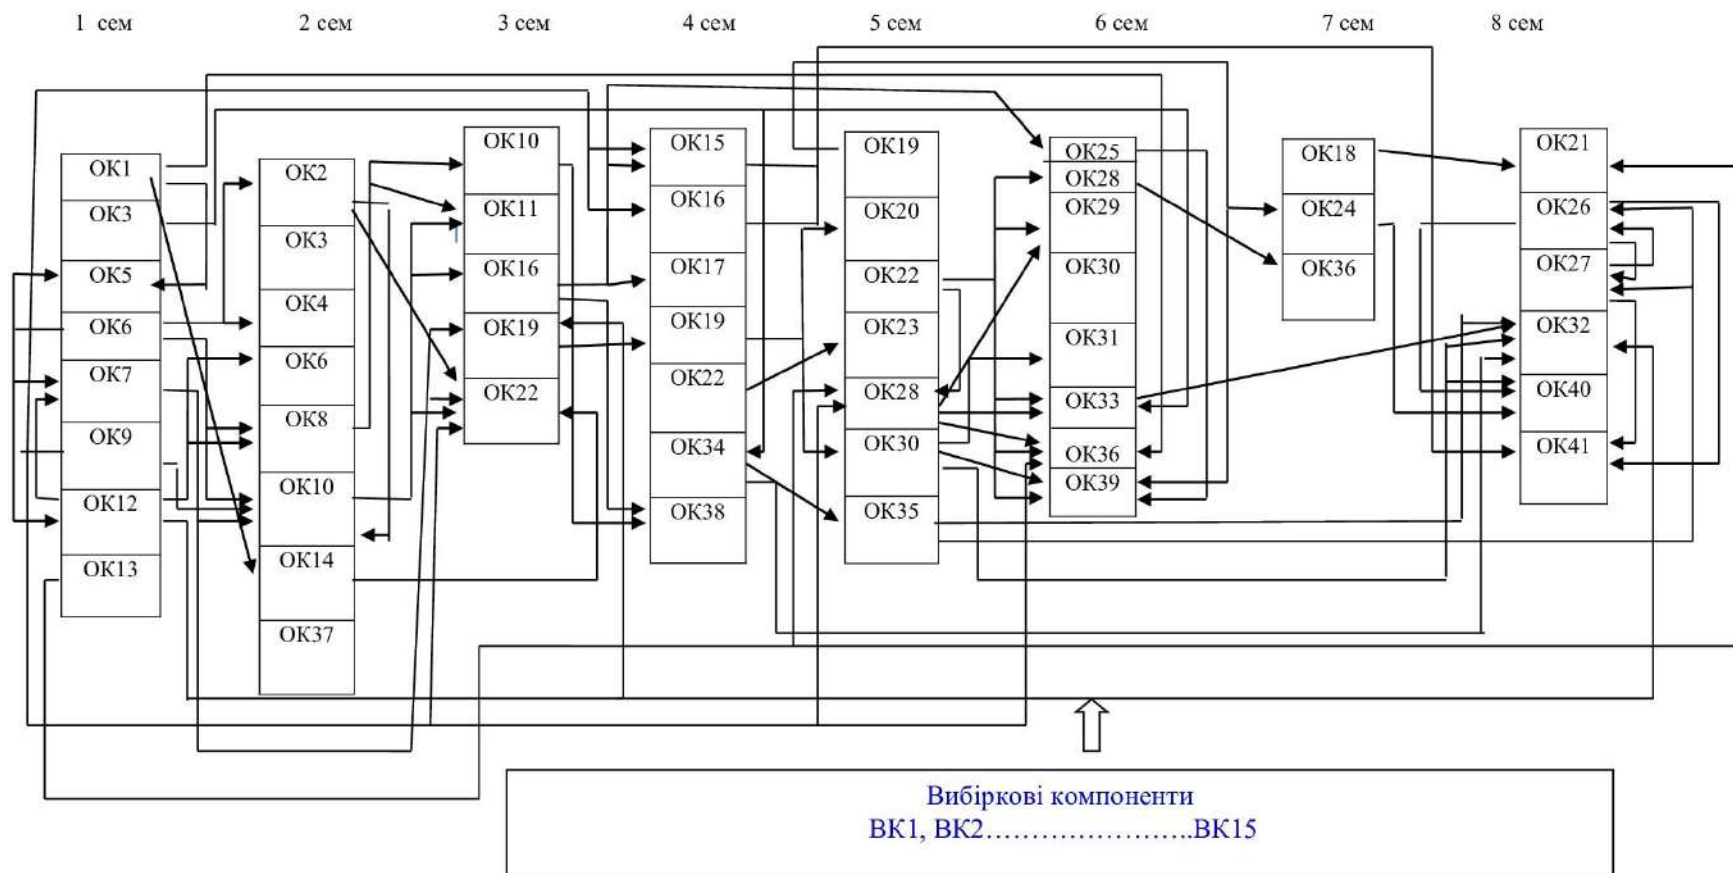 1 сем 2 сем 3 сем 4 сем 5 сем 6 сем 7 сем 8 сем
ОК1
ОК3
ОК5
ОК6
ОК7
ОК9
ОК12
ОК13
ОК2
ОК3
ОК4
ОК6
ОК8
ОК10
ОК14
ОК37
ОК10
ОК11
ОК16
ОК19
ОК22
ОК15
ОК16
ОК17
ОК19
ОК22
ОК34
ОК38
ОК19
ОК20
ОК22
ОК23
ОК28
ОК30
ОК35
ОК25
ОК28
ОК29
ОК30
ОК31
ОК33
ОК36
ОК39
ОК18
ОК24
ОК36
ОК21
ОК26
ОК27
ОК32
ОК40
ОК41
Вибіркові компоненти
ВК1, ВК2…………………..ВК15